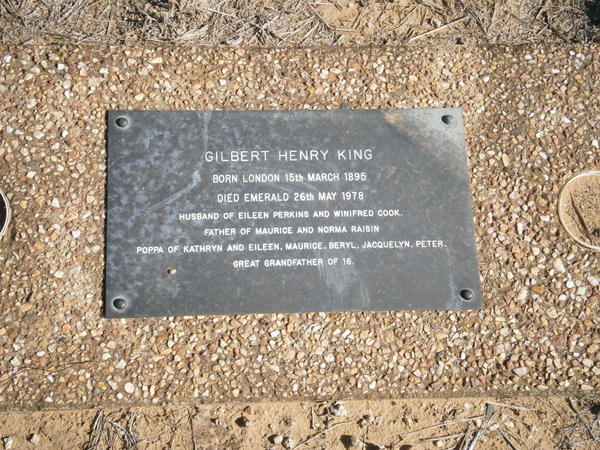 GILBERT HENRY KING
BORN LONDON 15th MARCH 1895
DIED EMERALD 26th MAY 1978
HUSBAND OF EILEEN PERKINS AND WINIFRED COOK.
FATHER OF MAURICE AND NORMA RAISIN
POPPA OF KATHRYN AND EILEEN, MAURICE, BERYL, JACQUELYN, PETER.
GREAT GRANDFATHER OF 16.